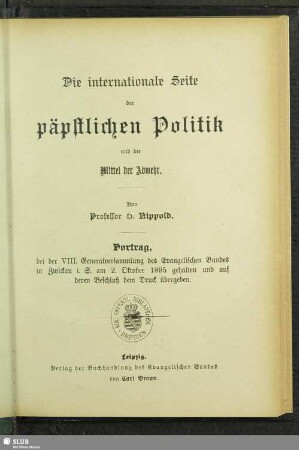 Die internationale Seite
der
päpstlichen Politik
und die
Mittel der Abwehr.
Von
Professor D. Nippold.
Vortrag,
bei der VIII. Generalversammlung des Evangelischen Bundes
in Zwickau i. S. am 2. Oktober 1895 gehalten und auf
deren Beschluß dem Druck übergeben.
Leipzig.
Verlag der Buchhandlung des Evangelischen Bundes
von Carl Braun.
SLUB